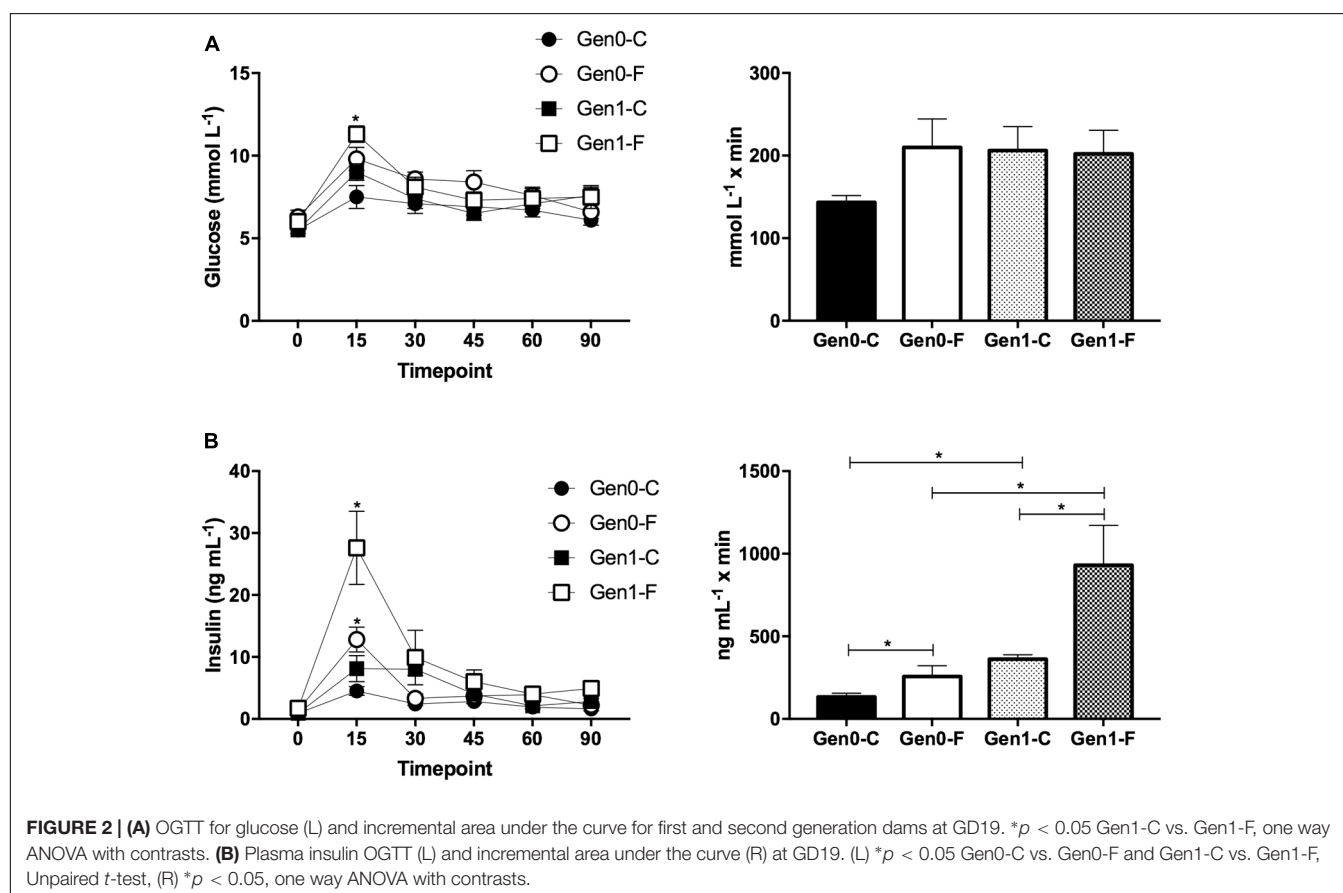 A
Gen0-C
Gen0-F
Gen1-C
Gen1-F
Glucose (mmol L-1)
15
10
5
0
0 15 30 45 60 90
Timepoint
mmol L-1 x min
300
200
100
0
Gen0-C Gen0-F Gen1-C Gen1-F
*
B
Gen0-C
Gen0-F
Gen1-C
Gen1-F
Insulin (ng mL-1)
40
30
20
10
0
0 15 30 45 60 90
Timepoint
*
*
ng mL-1 x min
1500
1000
500
0
Gen0-C Gen0-F Gen1-C Gen1-F
*
*
*
*
FIGURE 2 | (A) OGTT for glucose (L) and incremental area under the curve for first and second generation dams at GD19. *p < 0.05 Gen1-C vs. Gen1-F, one way
ANOVA with contrasts. (B) Plasma insulin OGTT (L) and incremental area under the curve (R) at GD19. (L) *p < 0.05 Gen0-C vs. Gen0-F and Gen1-C vs. Gen1-F,
Unpaired t-test, (R) *p < 0.05, one way ANOVA with contrasts.